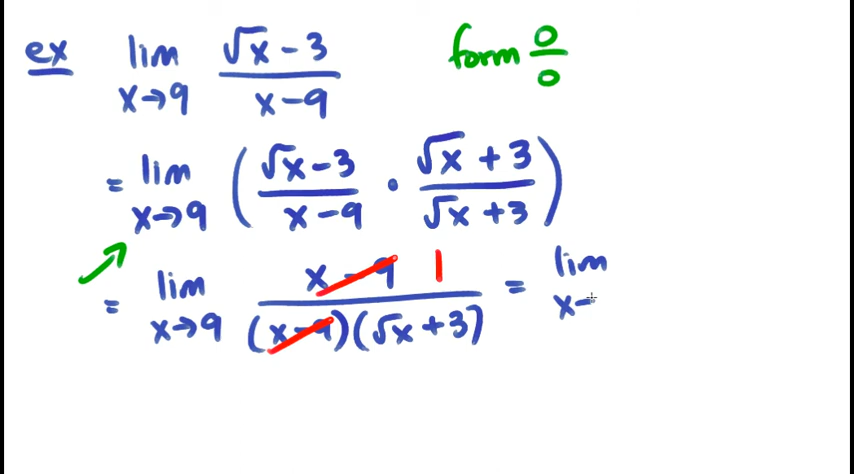 ex lim x→9 (√x - 3)/(x - 9) form 0/0
= lim x→9 ( (√x - 3)/(x - 9) · (√x + 3)/(√x + 3) )
= lim x→9 (x - 9)/((x - 9)(√x + 3)) 1 = lim x-